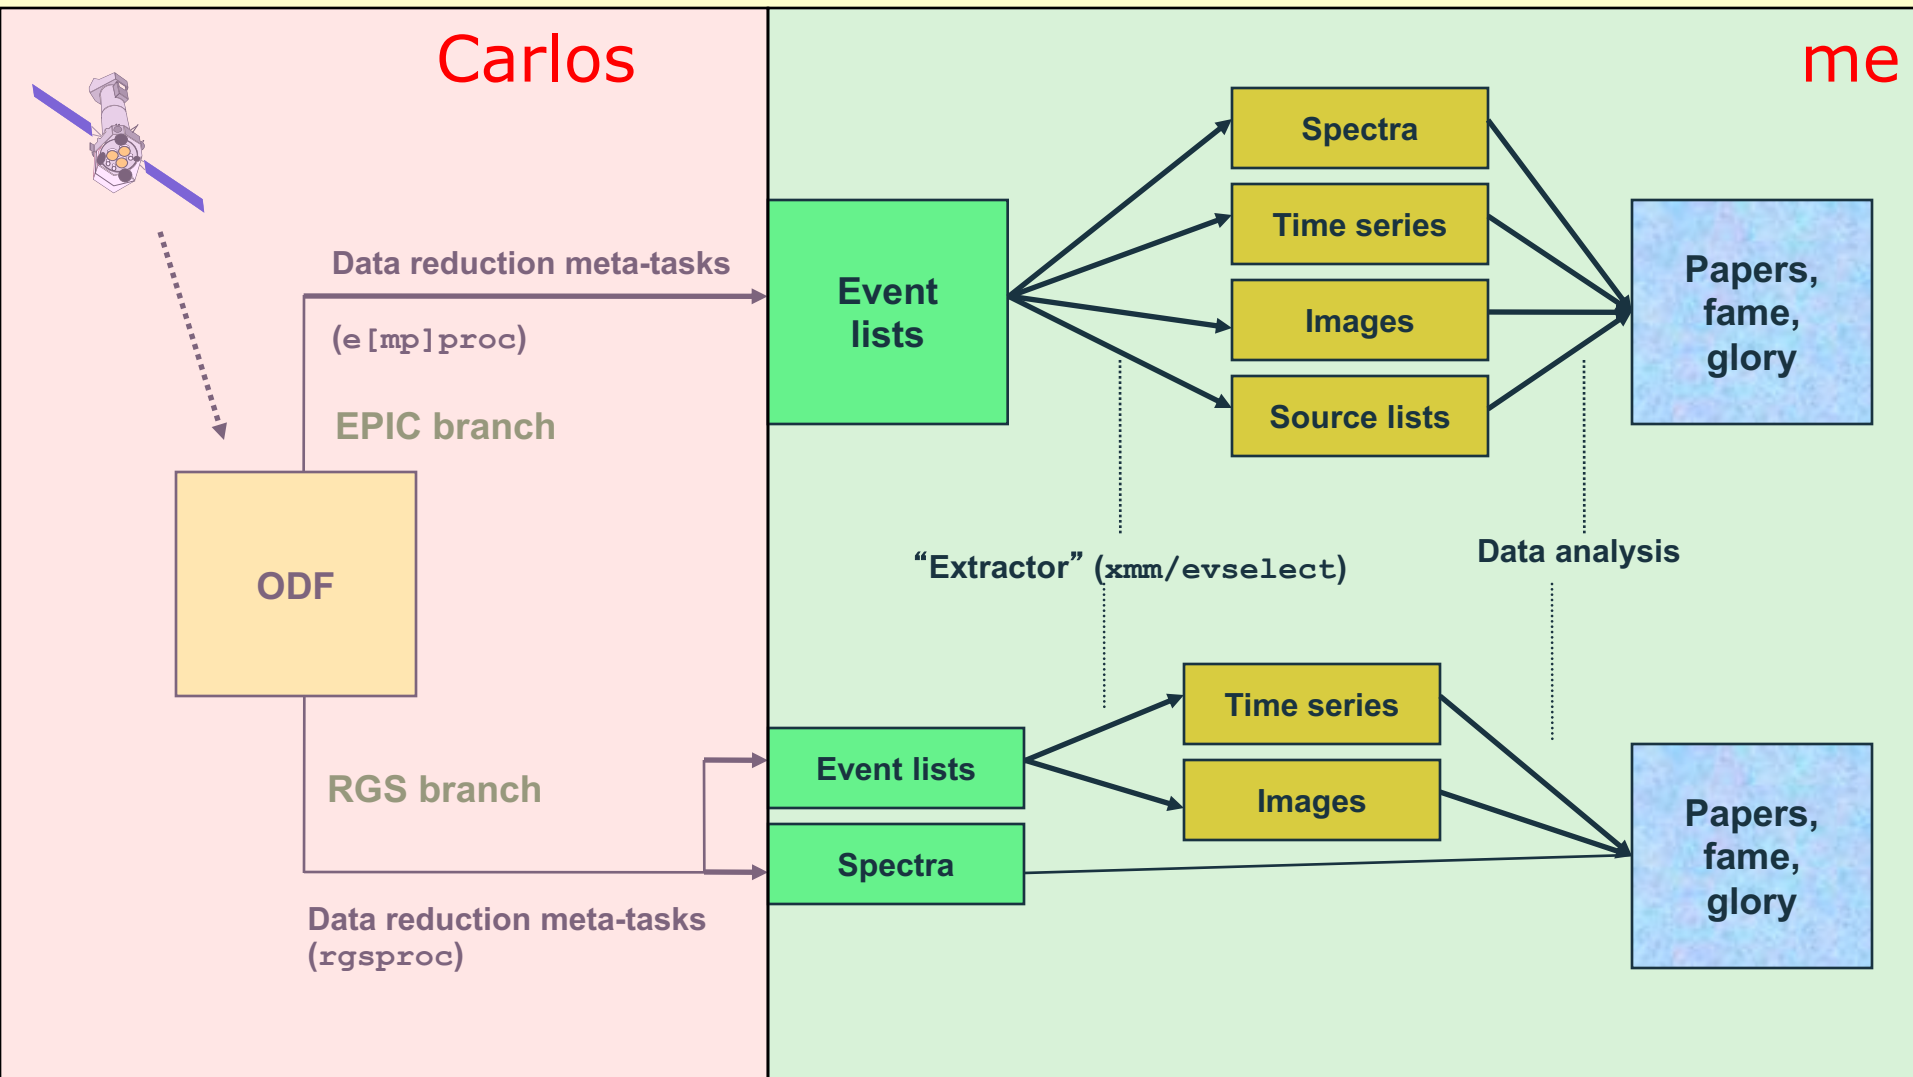 Carlos
me
Data reduction meta-tasks
(e[mp]proc)
EPIC branch
ODF
RGS branch
Data reduction meta-tasks
(rgsproc)
Event
lists
Spectra
Time series
Images
Source lists
Papers,
fame,
glory
“Extractor” (xmm/evselect)
Data analysis
Event lists
Spectra
Time series
Images
Papers,
fame,
glory